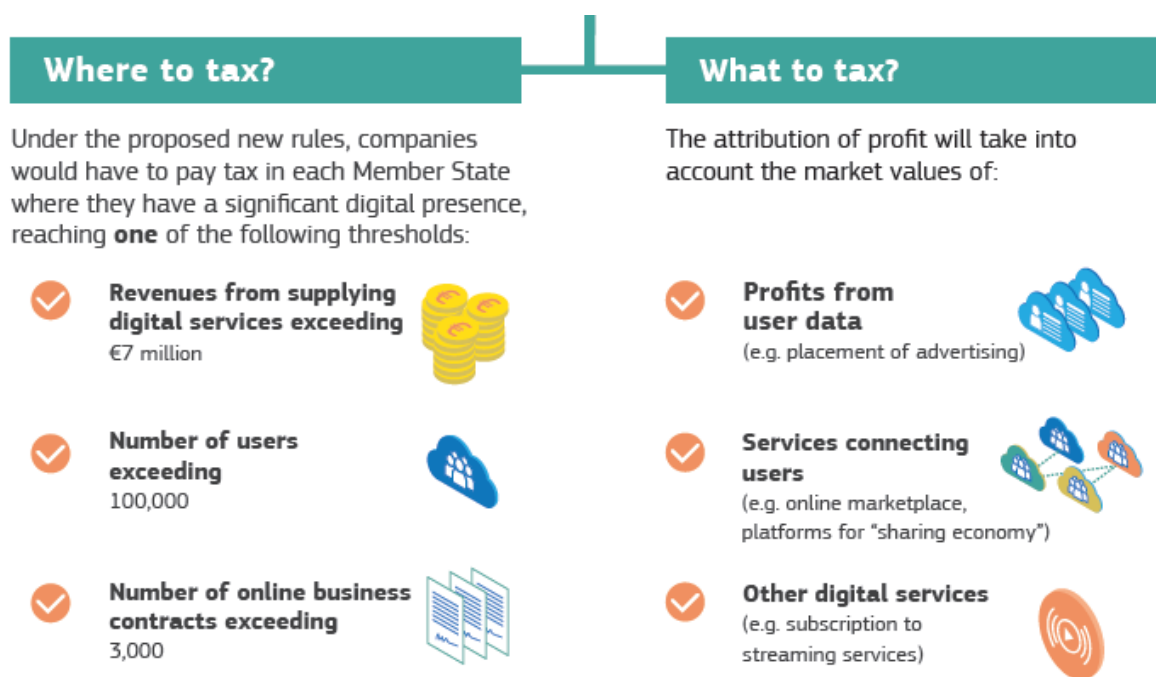 Where to tax?
Under the proposed new rules, companies
would have to pay tax in each Member State
where they have a significant digital presence,
reaching one of the following thresholds:
Revenues from supplying
digital services exceeding
€7 million
Number of users
exceeding
100,000
Number of online business
contracts exceeding
3,000
What to tax?
The attribution of profit will take into
account the market values of:
Profits from
user data
(e.g. placement of advertising)
Services connecting
users
(e.g. online marketplace,
platforms for “sharing economy”)
Other digital services
(e.g. subscription to
streaming services)